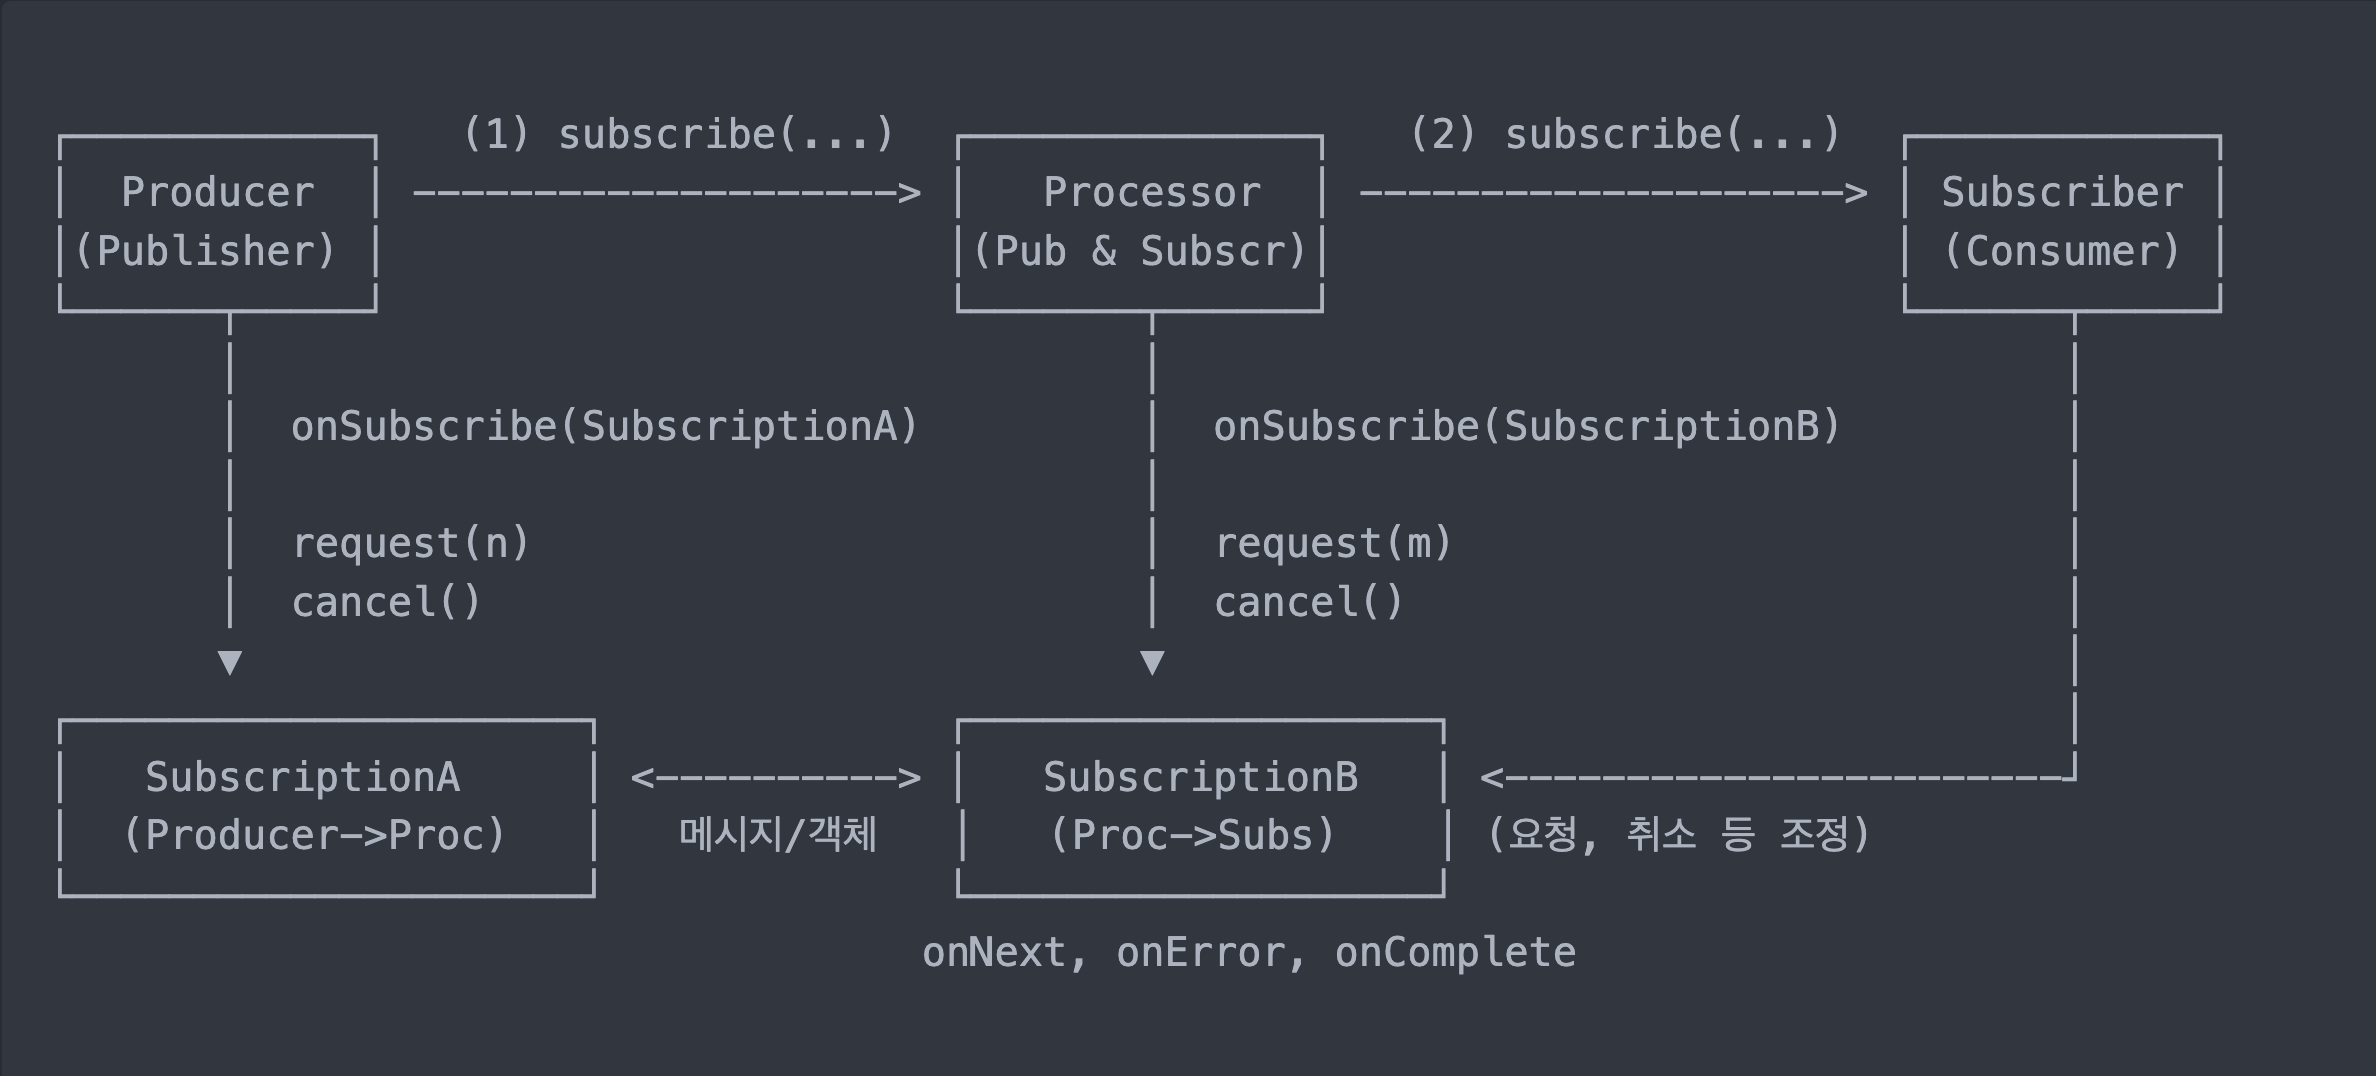 (1) subscribe(...)
(2) subscribe(...)
Producer
(Publisher)
Processor
(Pub & Subscr)
Subscriber
(Consumer)
onSubscribe(SubscriptionA)
onSubscribe(SubscriptionB)
request(n)
cancel()
request(m)
cancel()
SubscriptionA
(Producer->Proc)
메시지/객체
SubscriptionB
(Proc->Subs)
(요청, 취소 등 조정)
onNext, onError, onComplete